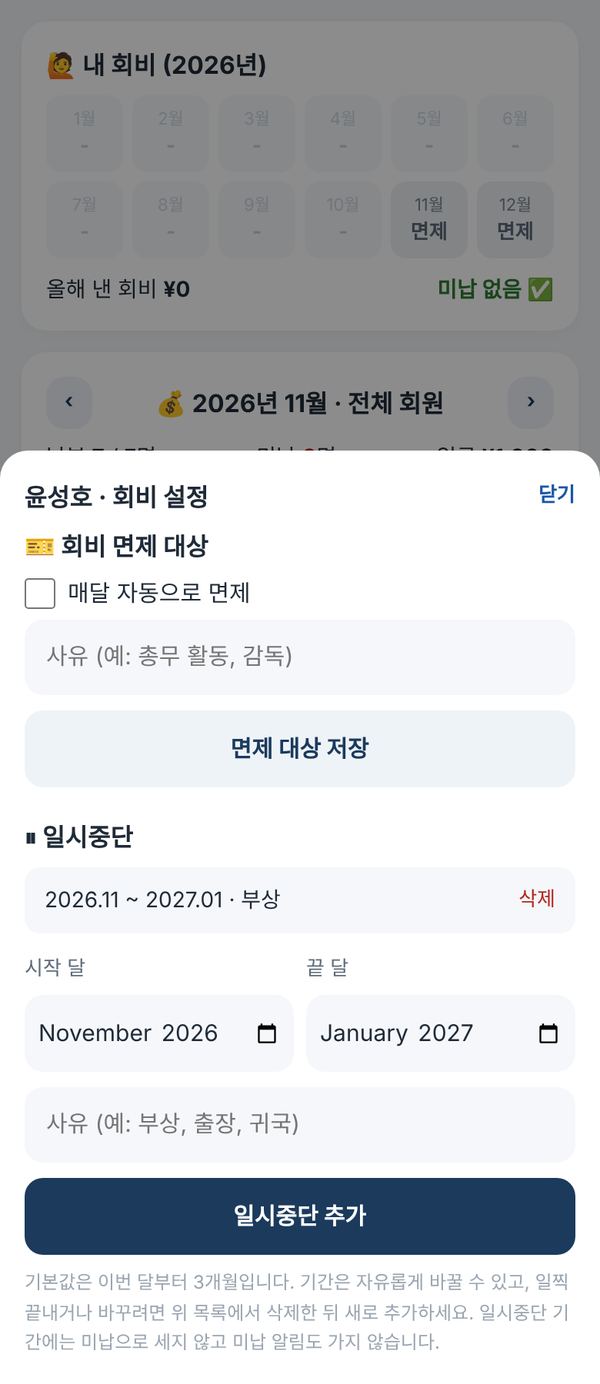 🙋 내 회비 (2026년)
1월 2월 3월 4월 5월 6월
- - - - - -
7월 8월 9월 10월 11월 12월
- - - - 면제 면제
올해 낸 회비 ¥0 미납 없음 ✅
‹ 💰 2026년 11월 · 전체 회원 ›
윤성호 · 회비 설정 닫기
🎫 회비 면제 대상
매달 자동으로 면제
사유 (예: 총무 활동, 감독)
면제 대상 저장
⏸ 일시중단
2026.11 ~ 2027.01 · 부상 삭제
시작 달 끝 달
November 2026 January 2027
사유 (예: 부상, 출장, 귀국)
일시중단 추가
기본값은 이번 달부터 3개월입니다. 기간은 자유롭게 바꿀 수 있고, 일찍
끝내거나 바꾸려면 위 목록에서 삭제한 뒤 새로 추가하세요. 일시중단 기
간에는 미납으로 세지 않고 미납 알림도 가지 않습니다.